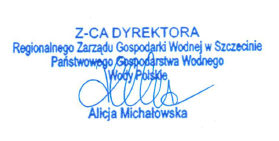 Z-CA DYREKTORA
Regionalnego Zarządu Gospodarki Wodnej w Szczecinie
Państwowego Gospodarstwa Wodnego
Wody Polskie
Alicja Michałowska